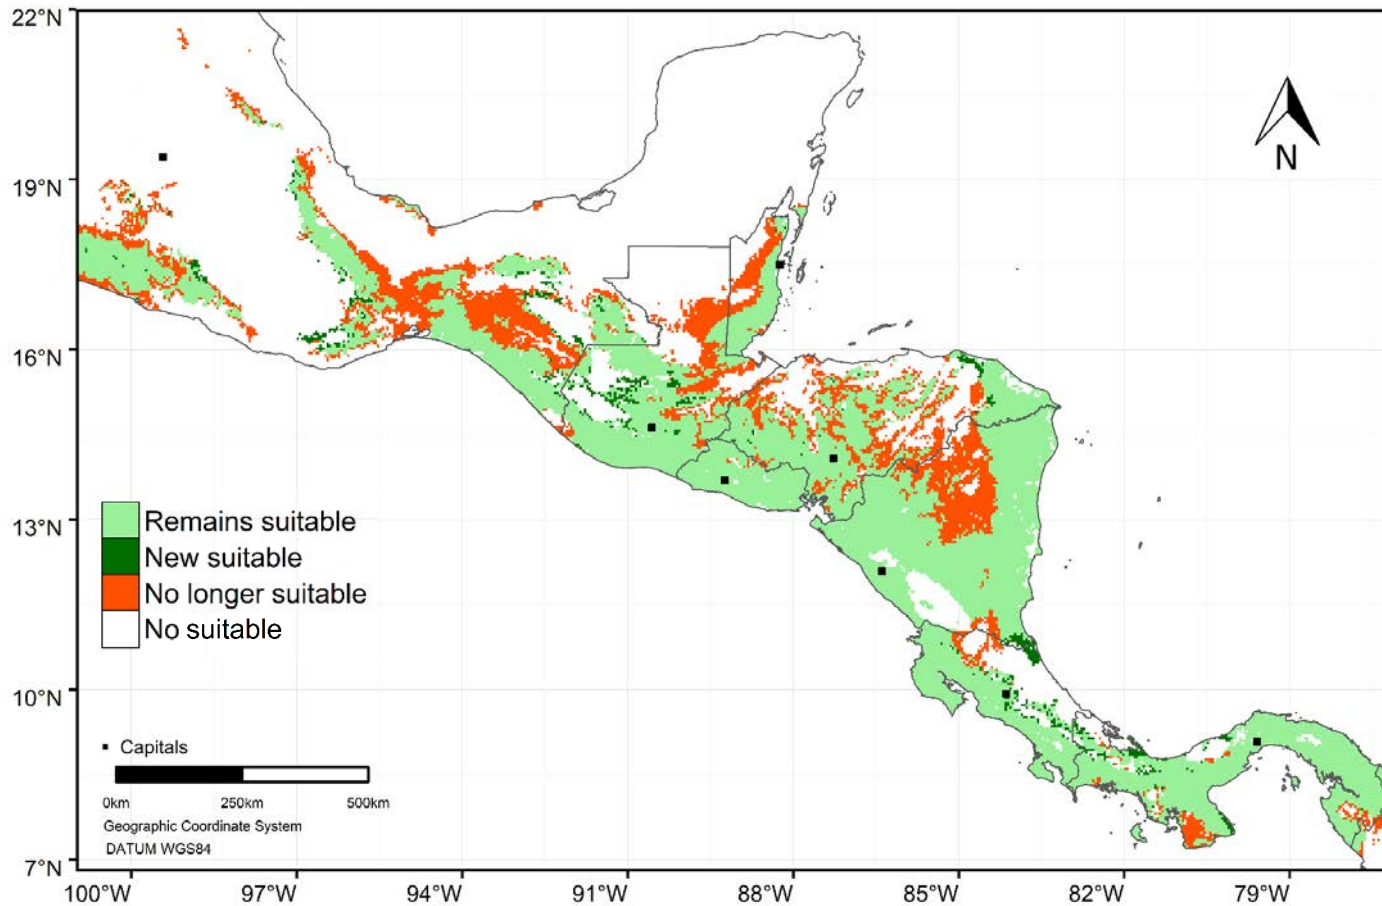 22°N
19°N
16°N
13°N
10°N
7°N
N
Remains suitable
New suitable
No longer suitable
No suitable
Capitals
0km 250km 500km
Geographic Coordinate System
DATUM WGS84
100°W 97°W 94°W 91°W 88°W 85°W 82°W 79°W